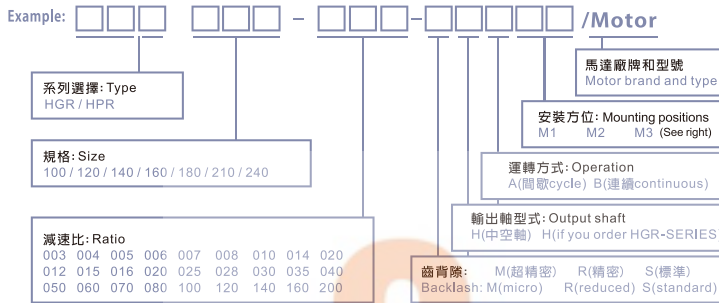 Example: □□□ □□□ - □□□-□□□□□ /Motor
馬達廠牌和型號
Motor brand and type
系列選擇: Type
HGR / HPR
安裝方位: Mounting positions
M1 M2 M3 (See right)
規格: Size
100 / 120 / 140 / 160 / 180 / 210 / 240
運轉方式: Operation
A(間歇cycle) B(連續continuous)
輸出軸型式: Output shaft
H(中空軸) H(if you order HGR-SERIES
減速比: Ratio
003 004 005 006 007 008 010 014 020
012 015 016 020 025 028 030 035 040
050 060 070 080 100 120 140 160 200
齒背隙: M(超精密) R(精密) S(標準)
Backlash: M(micro) R(reduced) S(standard)